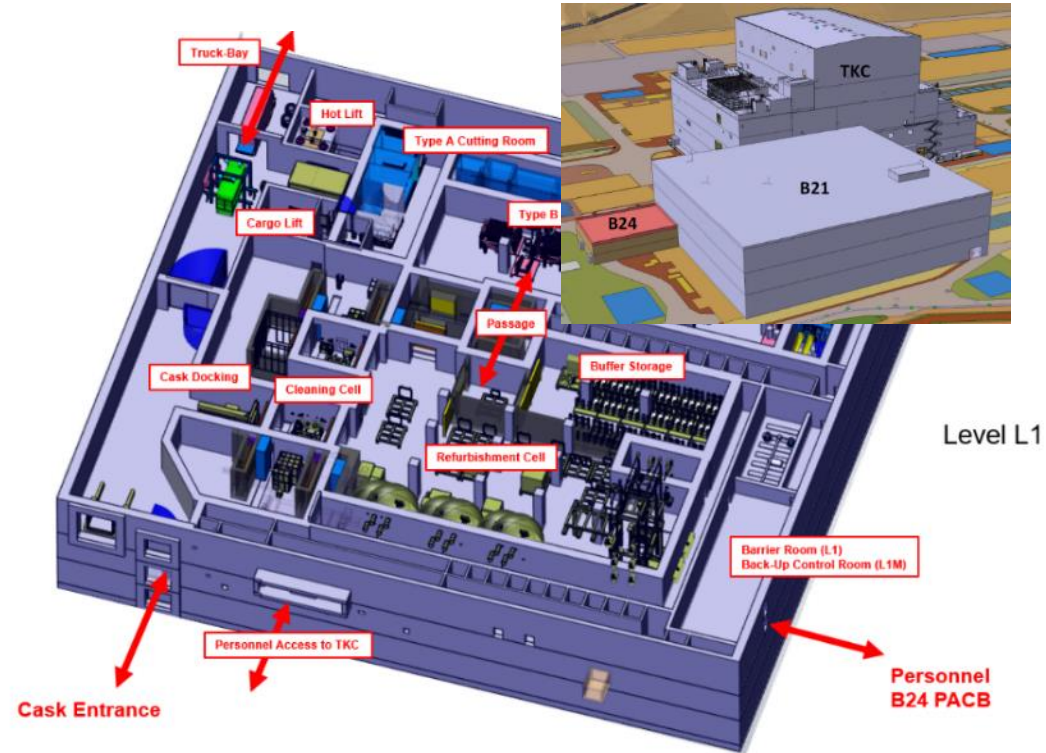 Truck-Bay
TKC
Hot Lift
Type A Cutting Room
B21
Type B
B24
Cargo Lift
Passage
Buffer Storage
Cask Docking
Cleaning Cell
Level L1
Refurbishment Cell
Barrier Room (L1)
Back-Up Control Room (L1M)
Personnel Access to TKC
Personnel
B24 PACB
Cask Entrance